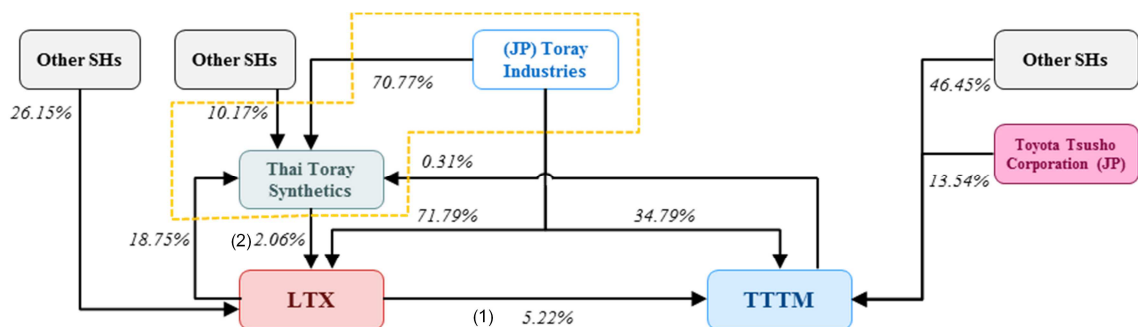 Other SHs
Other SHs
(JP) Toray
Industries
Other SHs
26.15%
10.17%
70.77%
46.45%
Toyota Tsusho
Corporation (JP)
Thai Toray
Synthetics
0.31%
13.54%
18.75%
(2) 2.06%
71.79%
34.79%
LTX
TTTM
(1)
5.22%